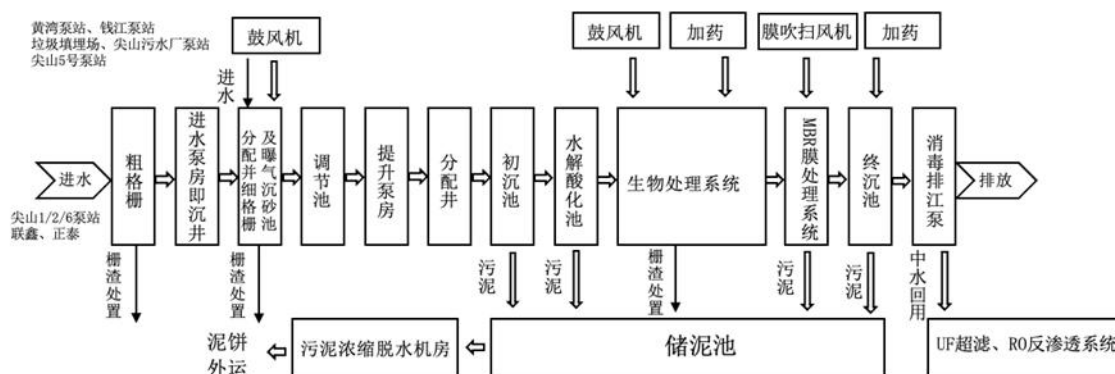 黄湾泵站、钱江泵站
垃圾填埋场、尖山污水厂泵站
尖山5号泵站
鼓风机
鼓风机
加药
膜吹扫风机
加药
进水
进水
粗格栅
进水泵房即沉井
分配井细格栅
及曝气沉砂池
调节池
提升泵房
分配井
初沉池
水解酸化池
生物处理系统
MBR膜处理系统
终沉池
消毒排江泵
排放
尖山1/2/6泵站
联鑫、正泰
栅渣处置
栅渣处置
污泥
污泥
栅渣处置
污泥
污泥
中水回用
泥饼
外运
污泥浓缩脱水机房
储泥池
UF超滤、RO反渗透系统